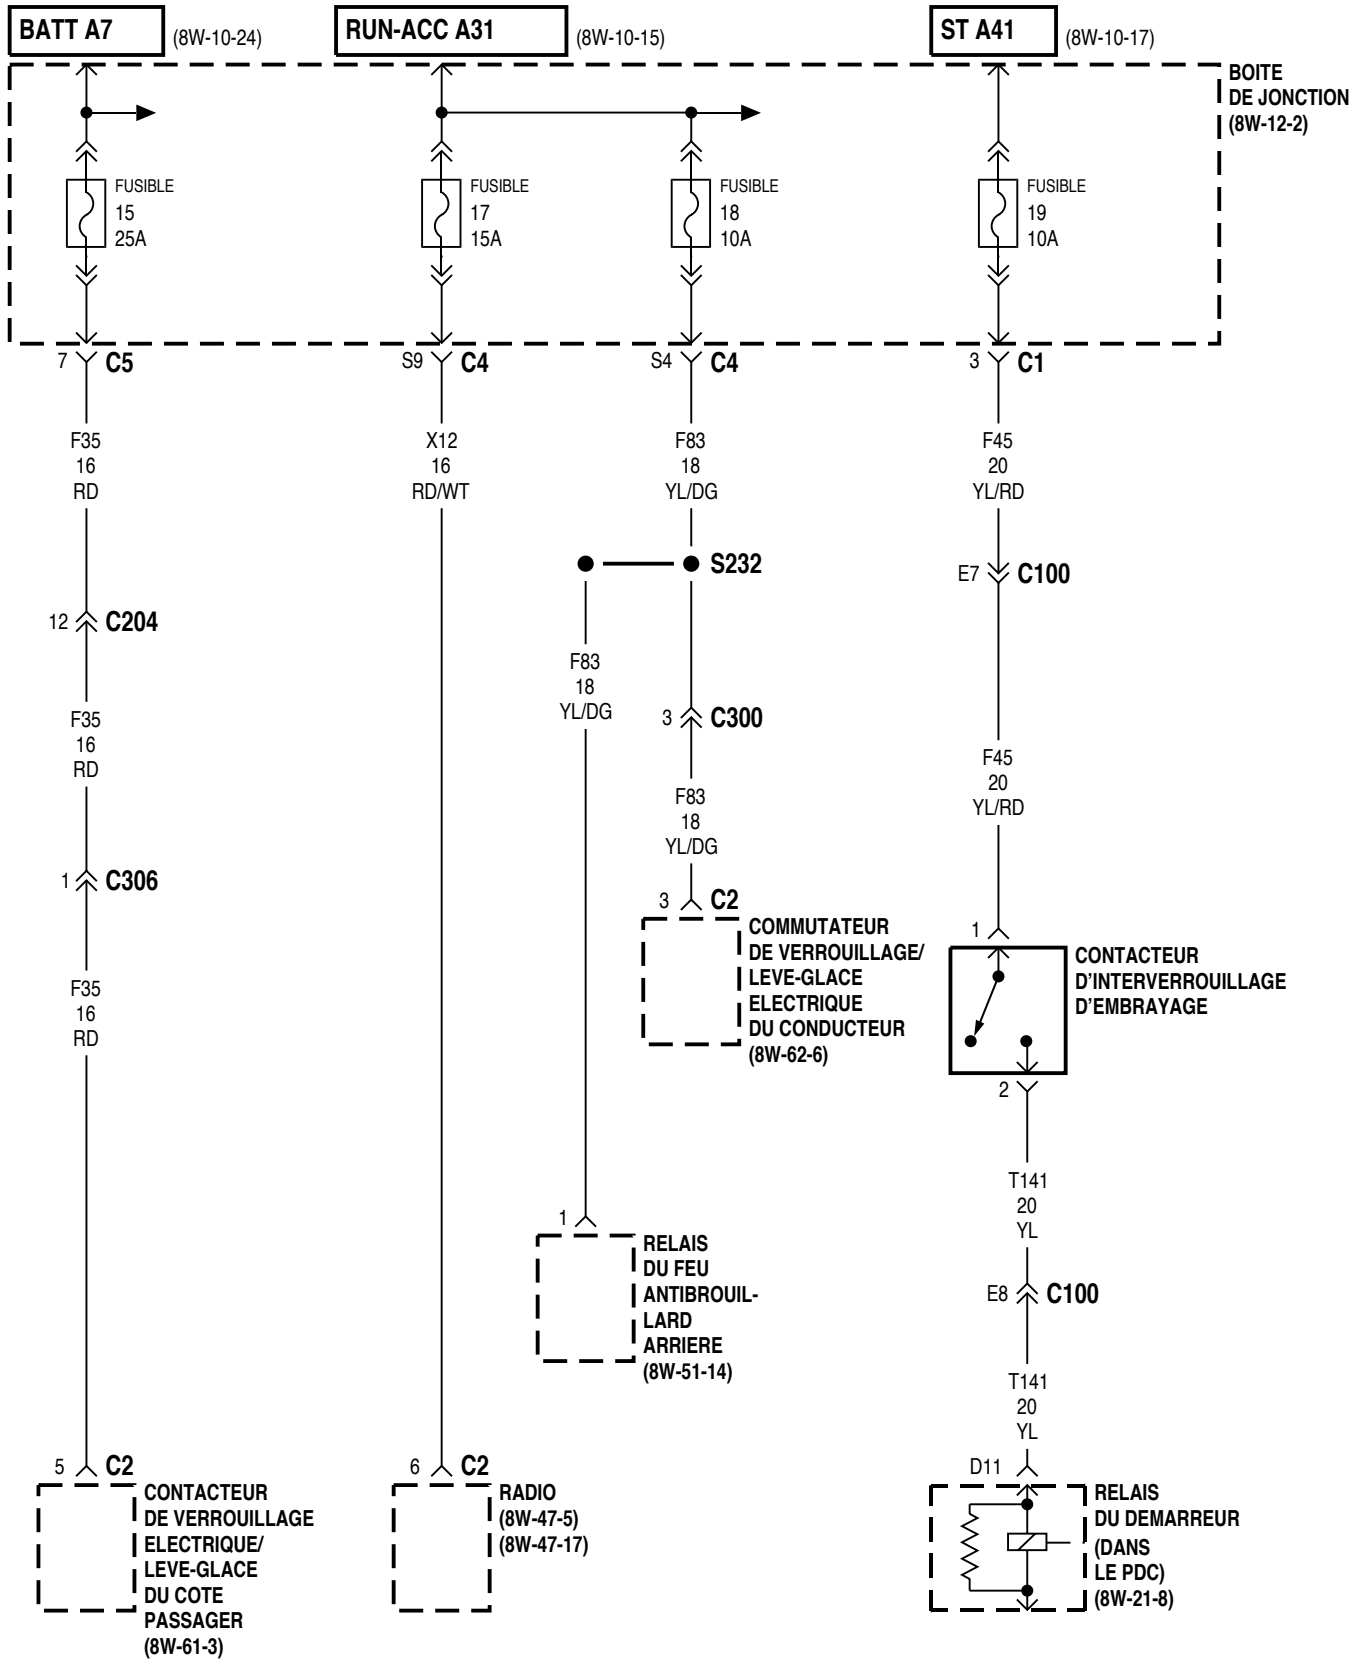 BATT A7
(8W-10-24)
RUN-ACC A31
(8W-10-15)
ST A41
(8W-10-17)
BOITE
DE JONCTION
(8W-12-2)
FUSIBLE
15
25A
FUSIBLE
17
15A
FUSIBLE
18
10A
FUSIBLE
19
10A
7 C5
S9 C4
S4 C4
3 C1
F35
16
RD
X12
16
RD/WT
F83
18
YL/DG
F45
20
YL/RD
S232
E7 C100
12 C204
F83
18
YL/DG
3 C300
F35
16
RD
F45
20
YL/RD
F83
18
YL/DG
1 C306
3 C2
COMMUTATEUR
DE VERROUILLAGE/
LEVE-GLACE
ELECTRIQUE
DU CONDUCTEUR
(8W-62-6)
1
CONTACTEUR
D'INTERVERROUILLAGE
D'EMBRAYAGE
2
F35
16
RD
T141
20
YL
1
RELAIS
DU FEU
ANTIBROUIL-
LARD
ARRIERE
(8W-51-14)
E8 C100
T141
20
YL
5 C2
CONTACTEUR
DE VERROUILLAGE
ELECTRIQUE/
LEVE-GLACE
DU COTE
PASSAGER
(8W-61-3)
6 C2
RADIO
(8W-47-5)
(8W-47-17)
D11
RELAIS
DU DEMARREUR
(DANS
LE PDC)
(8W-21-8)